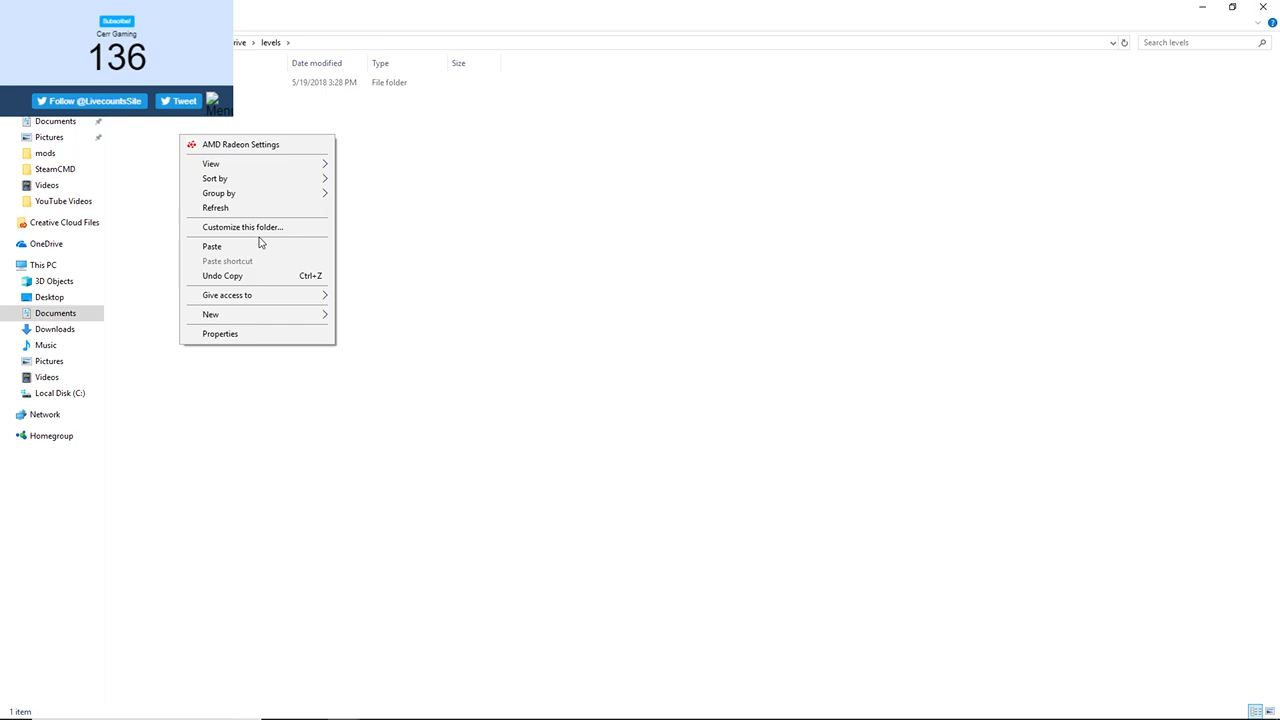 Subscribe!
Cerr Gaming
136
Follow @LivecountsSite
Tweet
Menu
rive
levels
Search levels
Date modified
Type
Size
5/19/2018 3:28 PM
File folder
Documents
Pictures
mods
SteamCMD
Videos
YouTube Videos
Creative Cloud Files
OneDrive
This PC
3D Objects
Desktop
Documents
Downloads
Music
Pictures
Videos
Local Disk (C:)
Network
Homegroup
AMD Radeon Settings
View
Sort by
Group by
Refresh
Customize this folder...
Paste
Paste shortcut
Undo Copy Ctrl+Z
Give access to
New
Properties
1 item